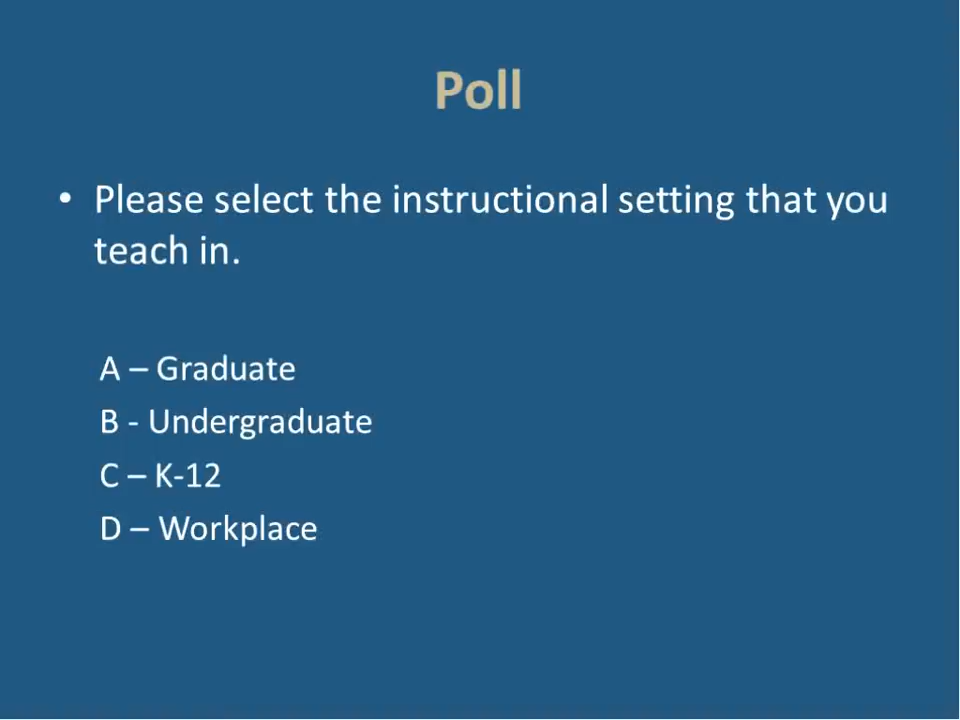 Poll
• Please select the instructional setting that you
teach in.
A – Graduate
B - Undergraduate
C – K-12
D – Workplace